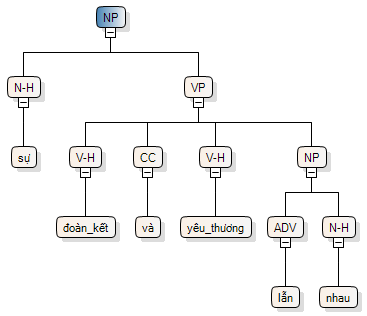 NP
N-H VP
sự V-H CC V-H NP
đoàn_kết và yêu_thương ADV N-H
lẫn nhau